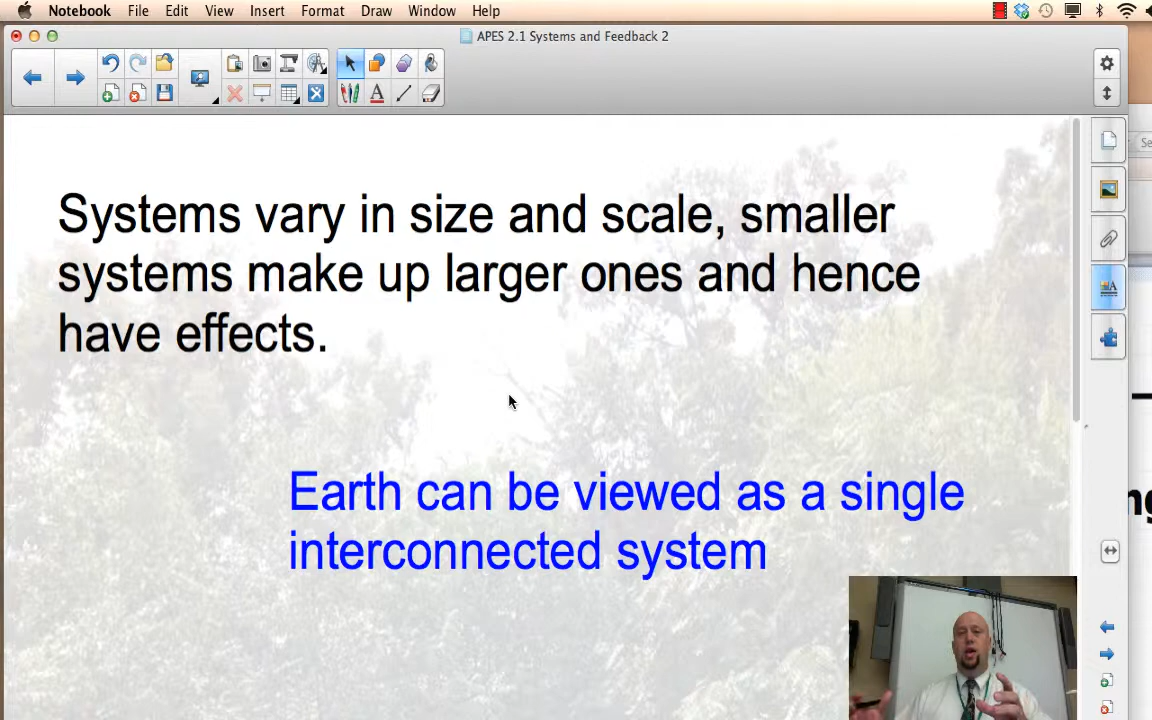 Notebook File Edit View Insert Format Draw Window Help
APES 2.1 Systems and Feedback 2
Systems vary in size and scale, smaller
systems make up larger ones and hence
have effects.
Earth can be viewed as a single
interconnected system